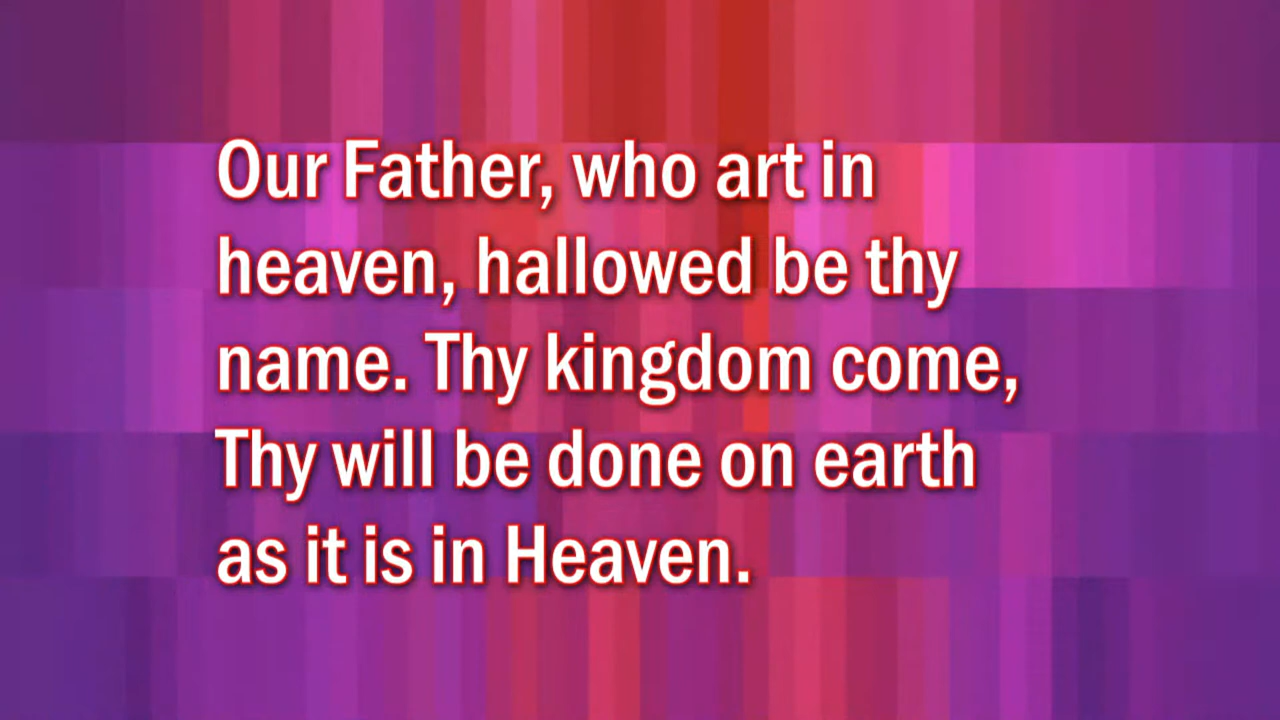 Our Father, who art in
heaven, hallowed be thy
name. Thy kingdom come,
Thy will be done on earth
as it is in Heaven.